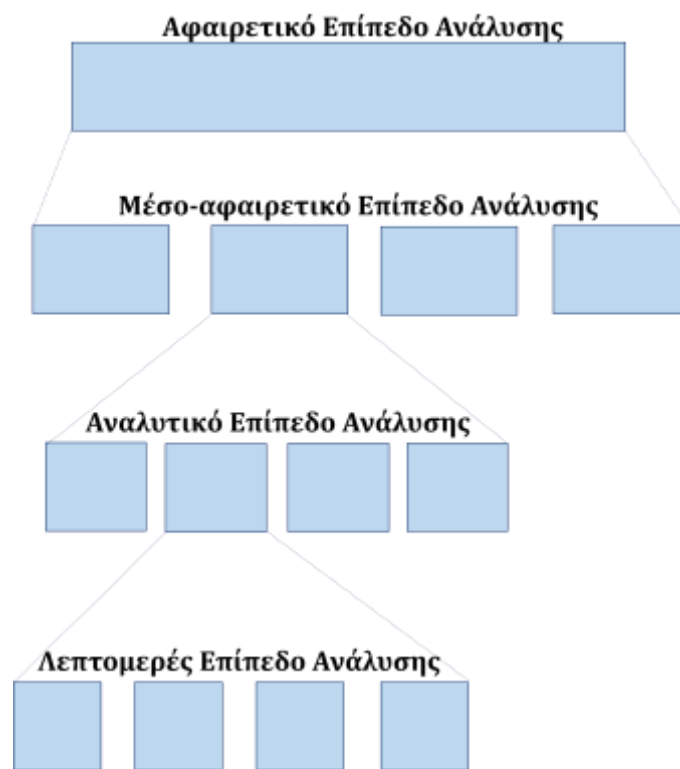 Αφαιρετικό Επίπεδο Ανάλυσης
Μέσο-αφαιρετικό Επίπεδο Ανάλυσης
Αναλυτικό Επίπεδο Ανάλυσης
Λεπτομερές Επίπεδο Ανάλυσης